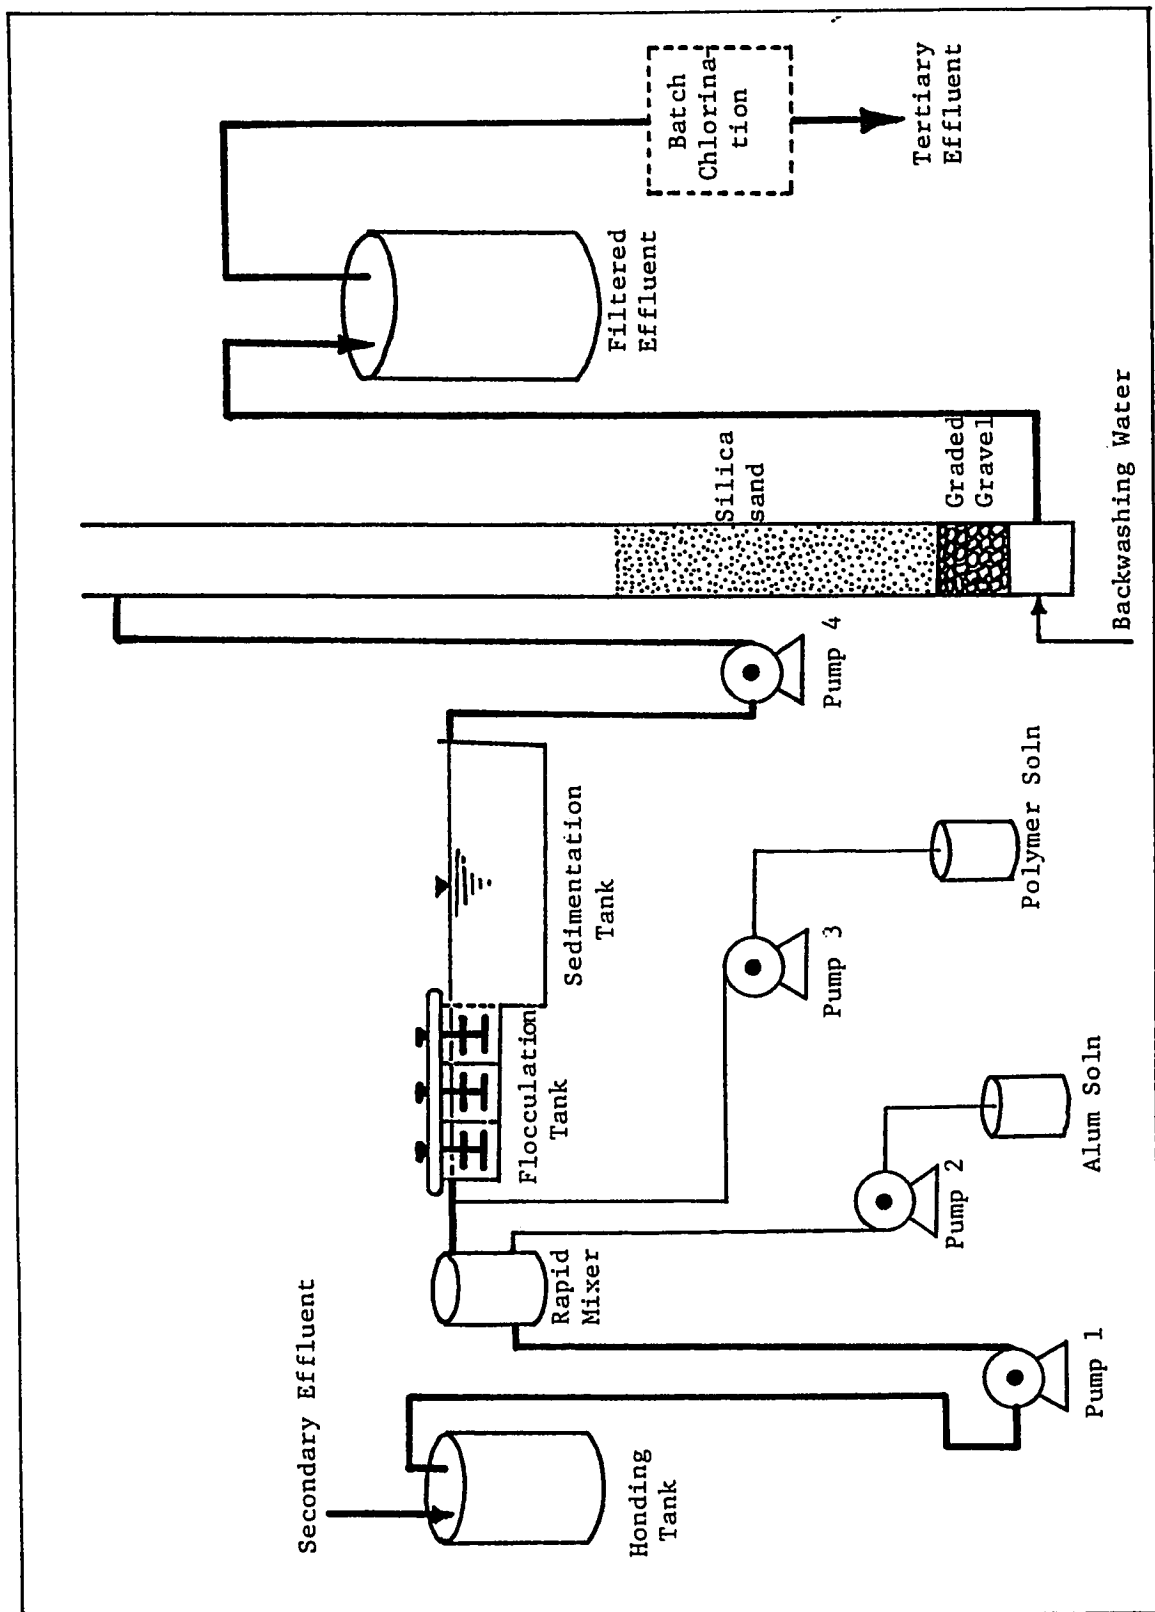 Secondary Effluent
Honding
Tank
Pump 1
Rapid
Mixer
Pump 2
Alum Soln
Flocculation
Tank
Pump 3
Polymer Soln
Sedimentation
Tank
Pump 4
Backwashing Water
Silica
sand
Graded
Gravel
Filtered
Effluent
Batch
Chlorina-
tion
Tertiary
Effluent